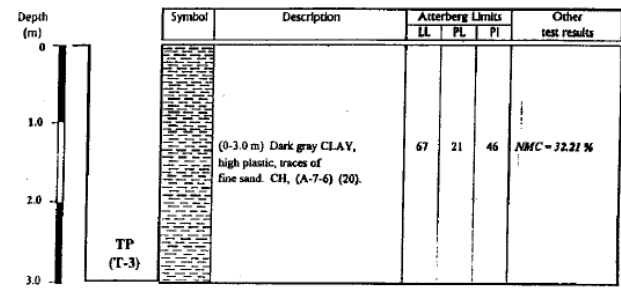 Depth
(m)
Symbol
Description
Atterberg Limits
Other
test results
LL
PL
PI
0
1.0
2.0
3.0
TP
(T-3)
(0-3.0 m) Dark gray CLAY,
high plastic, traces of
fine sand. CH, (A-7-6) (20).
67
21
46
NMC = 32.21 %